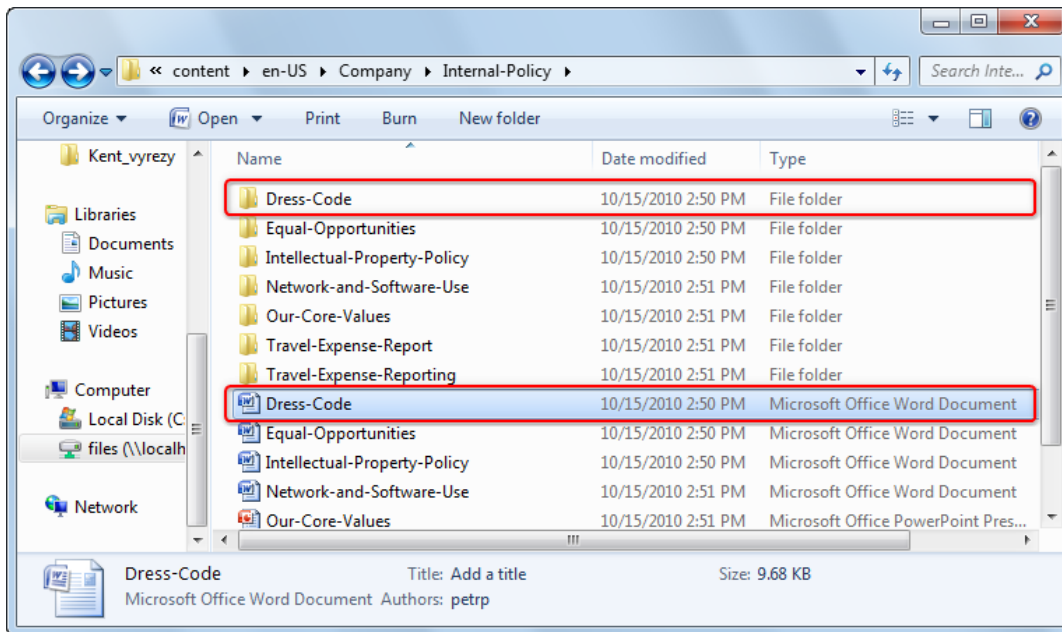 « content ▸ en-US ▸ Company ▸ Internal-Policy ▸ Search Inte...
Organize Open Print Burn New folder
Kent_vyrezy
Libraries
Documents
Music
Pictures
Videos
Computer
Local Disk (C:
files (\\localh
Network
Name Date modified Type
Dress-Code 10/15/2010 2:50 PM File folder
Equal-Opportunities 10/15/2010 2:50 PM File folder
Intellectual-Property-Policy 10/15/2010 2:50 PM File folder
Network-and-Software-Use 10/15/2010 2:51 PM File folder
Our-Core-Values 10/15/2010 2:51 PM File folder
Travel-Expense-Report 10/15/2010 2:51 PM File folder
Travel-Expense-Reporting 10/15/2010 2:51 PM File folder
Dress-Code 10/15/2010 2:50 PM Microsoft Office Word Document
Equal-Opportunities 10/15/2010 2:50 PM Microsoft Office Word Document
Intellectual-Property-Policy 10/15/2010 2:50 PM Microsoft Office Word Document
Network-and-Software-Use 10/15/2010 2:51 PM Microsoft Office Word Document
Our-Core-Values 10/15/2010 2:51 PM Microsoft Office PowerPoint Pres...
Dress-Code Title: Add a title Size: 9.68 KB
Microsoft Office Word Document Authors: petrp